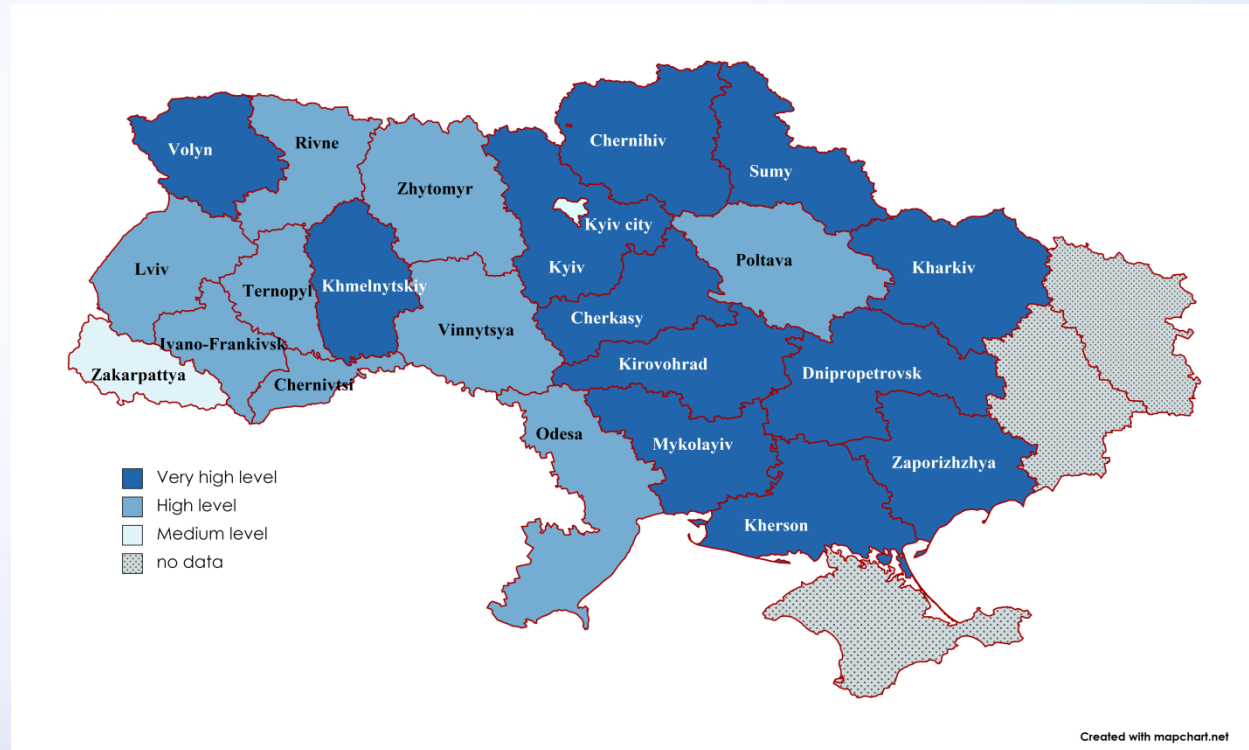 Chernihiv
Volyn
Rivne
Sumy
Zhytomyr
Kyiv city
Lviv
Poltava
Kharkiv
Kyiv
Ternopyl
Khmelnytskiy
Cherkasy
Vinnytsya
Ivano-Frankivsk
Kirovohrad
Zakarpattya
Dnipropetrovsk
Chernivtsi
Odesa
Mykolayiv
Zaporizhzhya
Kherson
Very high level
High level
Medium level
no data
Created with mapchart.net